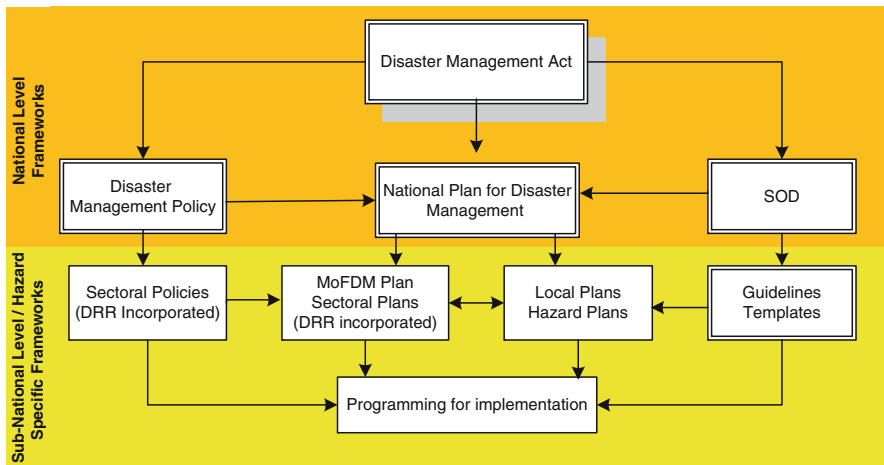 National Level
Frameworks
Disaster Management Act
Disaster
Management Policy
National Plan for Disaster
Management
SOD
Sub-National Level / Hazard
Specific Frameworks
Sectoral Policies
(DRR Incorporated)
MoFDM Plan
Sectoral Plans
(DRR incorporated)
Local Plans
Hazard Plans
Guidelines
Templates
Programming for implementation